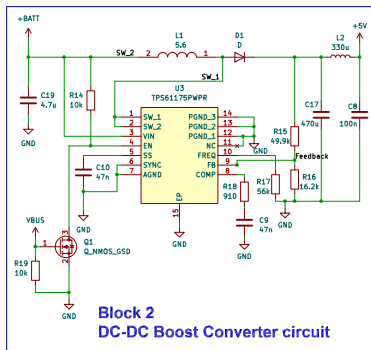 +BATT
+5V
L1
5.6
D1
D
L2
330u
SW_2
SW_1
C19
4.7u
R14
10k
U3
TPS61175PWPR
C17
470u
C8
100n
1 SW_1 PGND_3 14
2 SW_2 PGND_2 13
3 VIN PGND_1 12
4 EN NC 11
5 SS FREQ 10
6 SYNC FB 9
7 AGND COMP 8
EP
15
GND
GND
R15
49.9k
Feedback
C10
47n
R18
910
R17
56k
R16
16.2k
C9
47n
GND
GND
GND
GND
VBUS
3
1
2
Q1
Q_NMOS_GSD
R19
10k
GND
Block 2
DC-DC Boost Converter circuit